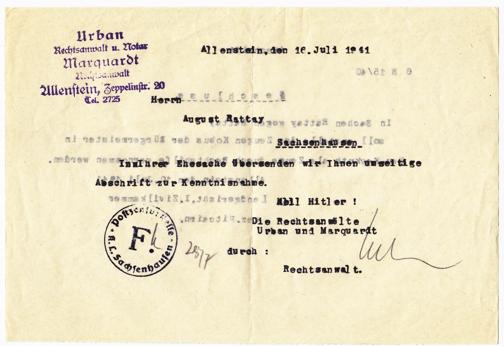 Urban
Rechtsanwalt u. Notar
Marquardt
Rechtsanwalt
Allenstein, Zeppelinstr. 20
Tel. 2725
Allenstein, den 16 Juli 1941
Herrn
August Rattay
Sachsenhausen
In Ihrer Ehesache übersenden wir Ihnen umseitige
Abschrift zur Kenntnisnahme.
Heil Hitler !
Die Rechtsanwälte
Urban und Marquardt
durch :
Rechtsanwalt.
Postzensurstelle
F.
K.L. Sachsenhausen